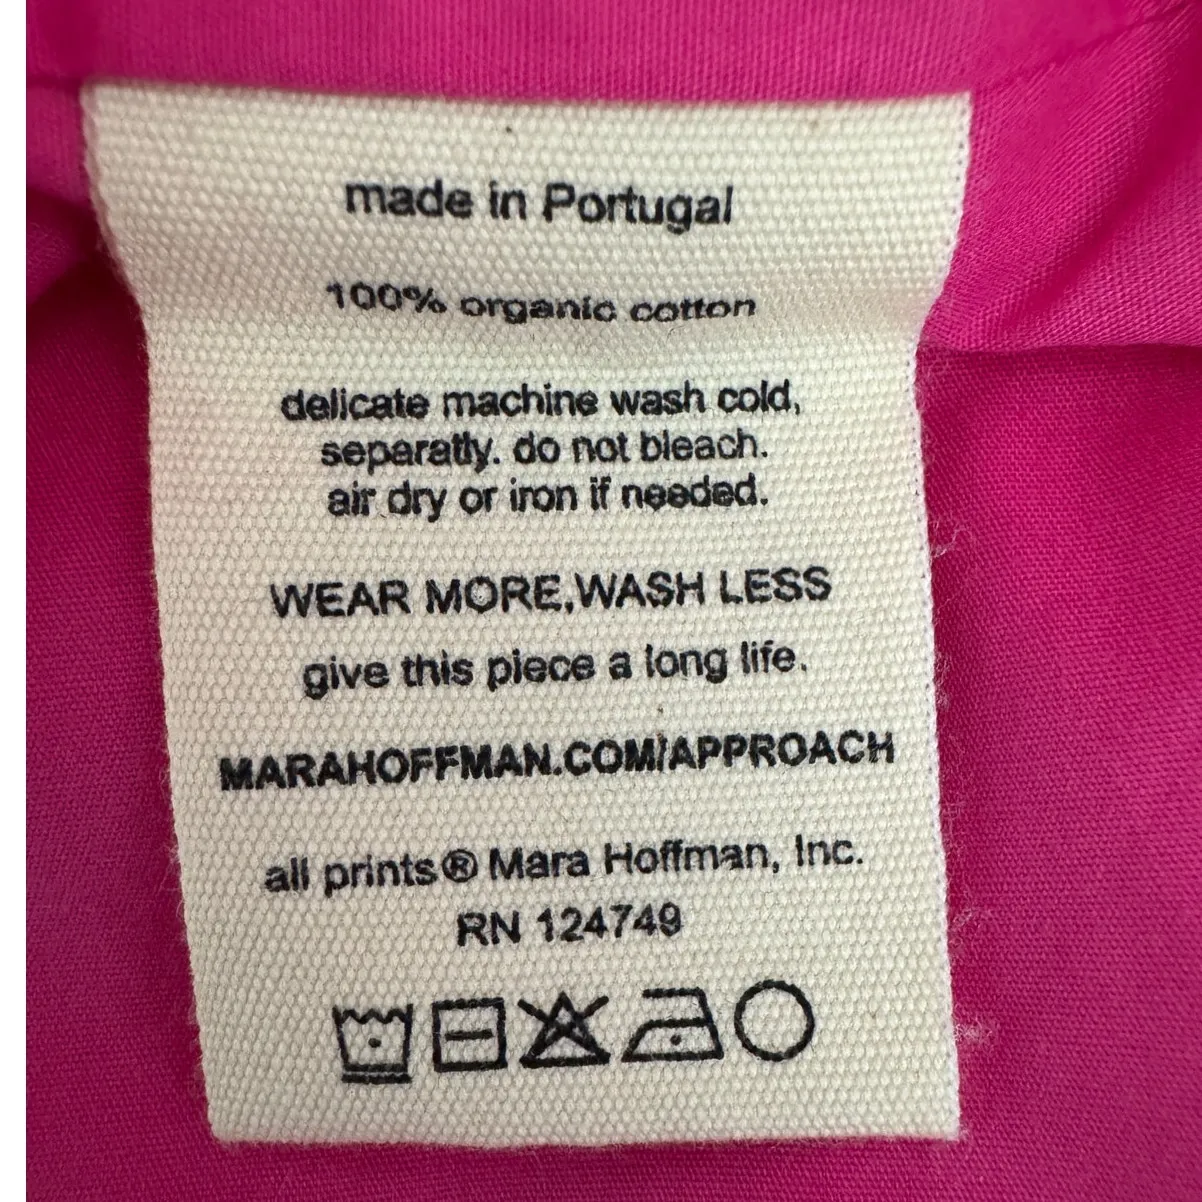 made in Portugal
100% organic cotton
delicate machine wash cold,
separatly. do not bleach.
air dry or iron if needed.
WEAR MORE,WASH LESS
give this piece a long life.
MARAHOFFMAN.COM/APPROACH
all prints® Mara Hoffman, Inc.
RN 124749